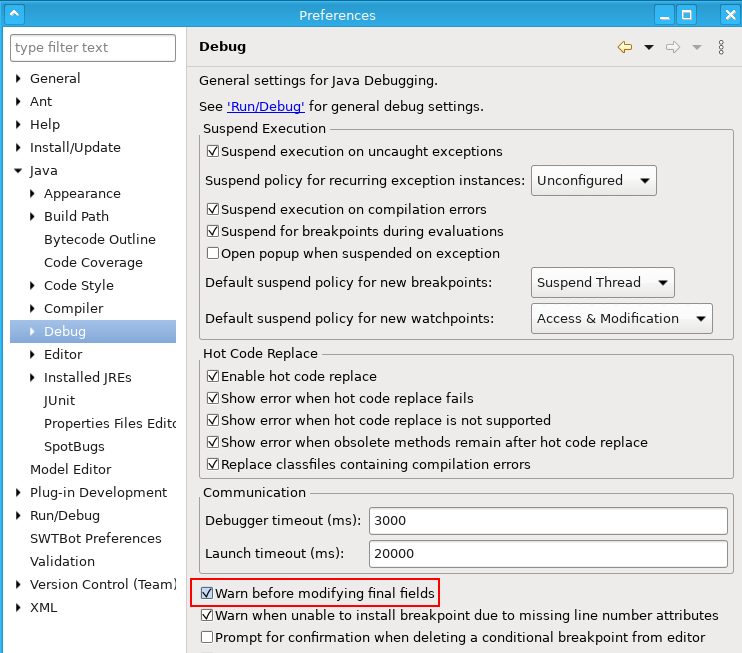 Preferences
type filter text
General
Ant
Help
Install/Update
Java
Appearance
Build Path
Bytecode Outline
Code Coverage
Code Style
Compiler
Debug
Editor
Installed JREs
JUnit
Properties Files Edito
SpotBugs
Model Editor
Plug-in Development
Run/Debug
SWTBot Preferences
Validation
Version Control (Team)
XML
Debug
General settings for Java Debugging.
See 'Run/Debug' for general debug settings.
Suspend Execution
Suspend execution on uncaught exceptions
Suspend policy for recurring exception instances: Unconfigured
Suspend execution on compilation errors
Suspend for breakpoints during evaluations
Open popup when suspended on exception
Default suspend policy for new breakpoints: Suspend Thread
Default suspend policy for new watchpoints: Access & Modification
Hot Code Replace
Enable hot code replace
Show error when hot code replace fails
Show error when hot code replace is not supported
Show error when obsolete methods remain after hot code replace
Replace classfiles containing compilation errors
Communication
Debugger timeout (ms): 3000
Launch timeout (ms): 20000
Warn before modifying final fields
Warn when unable to install breakpoint due to missing line number attributes
Prompt for confirmation when deleting a conditional breakpoint from editor